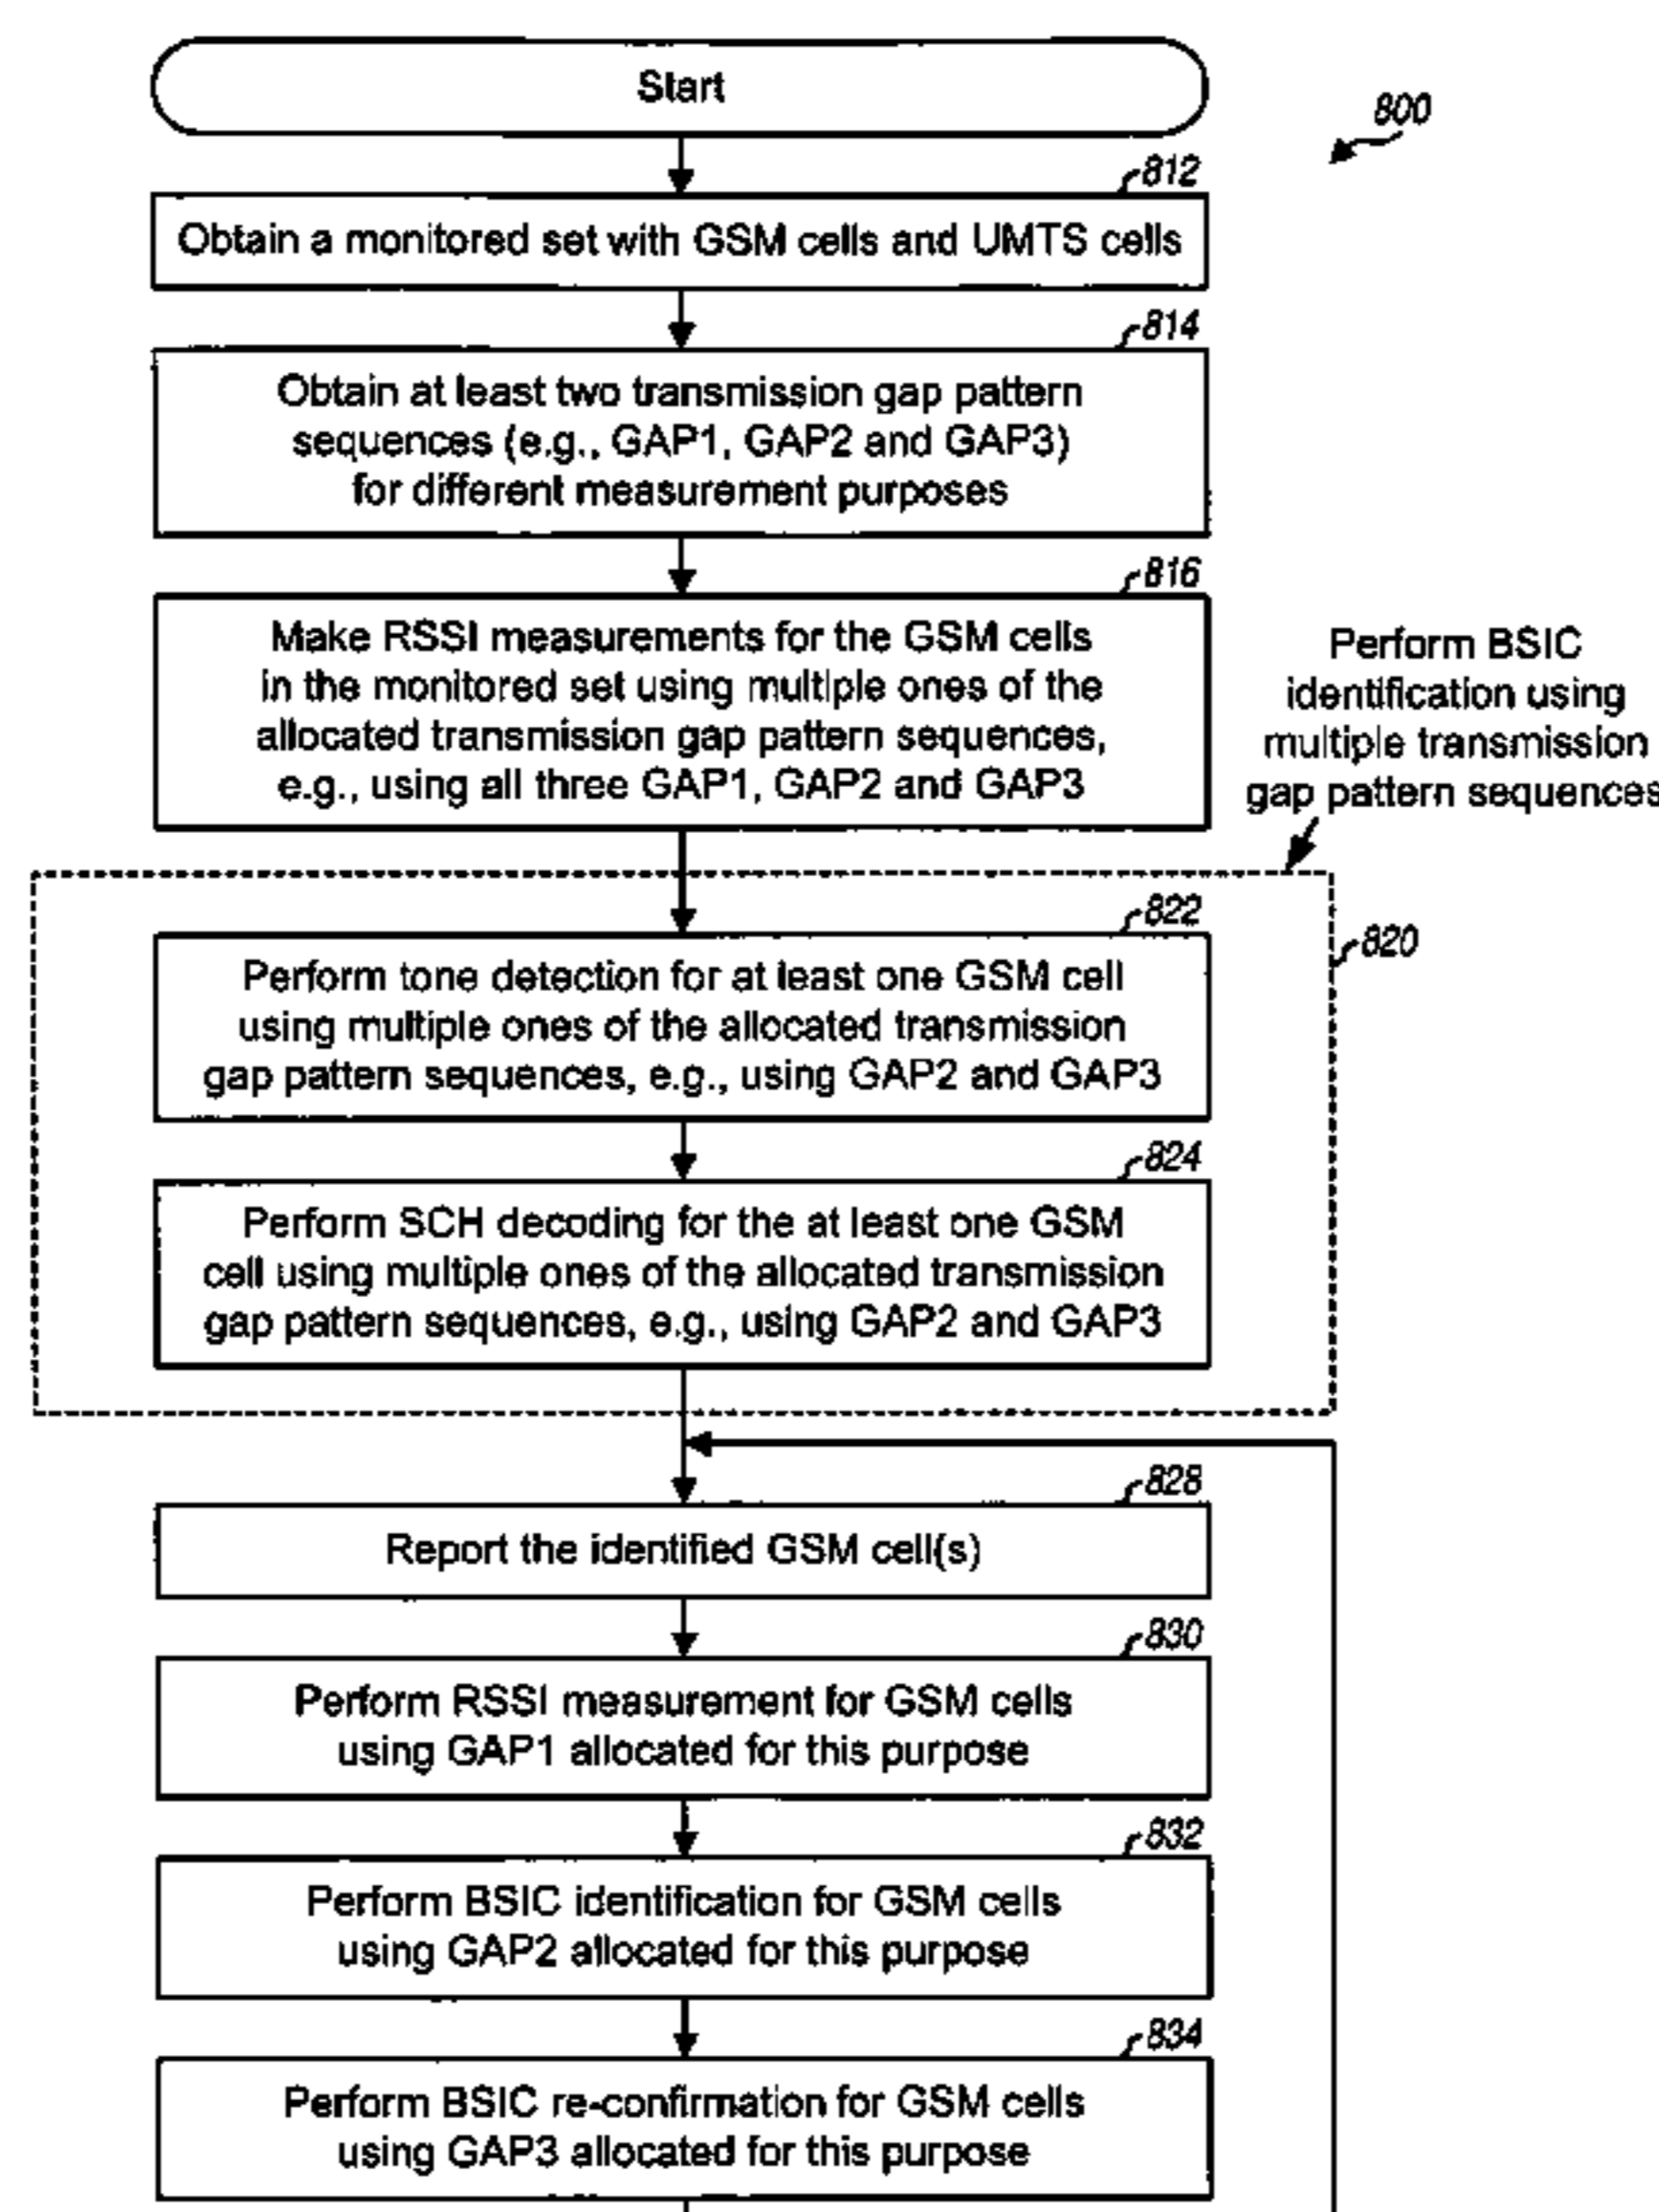 Start
800
812
Obtain a monitored set with GSM cells and UMTS cells
814
Obtain at least two transmission gap pattern
sequences (e.g., GAP1, GAP2 and GAP3)
for different measurement purposes
816
Make RSSI measurements for the GSM cells
in the monitored set using multiple ones of the
allocated transmission gap pattern sequences,
e.g., using all three GAP1, GAP2 and GAP3
Perform BSIC
identification using
multiple transmission
gap pattern sequences
820
822
Perform tone detection for at least one GSM cell
using multiple ones of the allocated transmission
gap pattern sequences, e.g., using GAP2 and GAP3
824
Perform SCH decoding for the at least one GSM
cell using multiple ones of the allocated transmission
gap pattern sequences, e.g., using GAP2 and GAP3
828
Report the identified GSM cell(s)
830
Perform RSSI measurement for GSM cells
using GAP1 allocated for this purpose
832
Perform BSIC identification for GSM cells
using GAP2 allocated for this purpose
834
Perform BSIC re-confirmation for GSM cells
using GAP3 allocated for this purpose